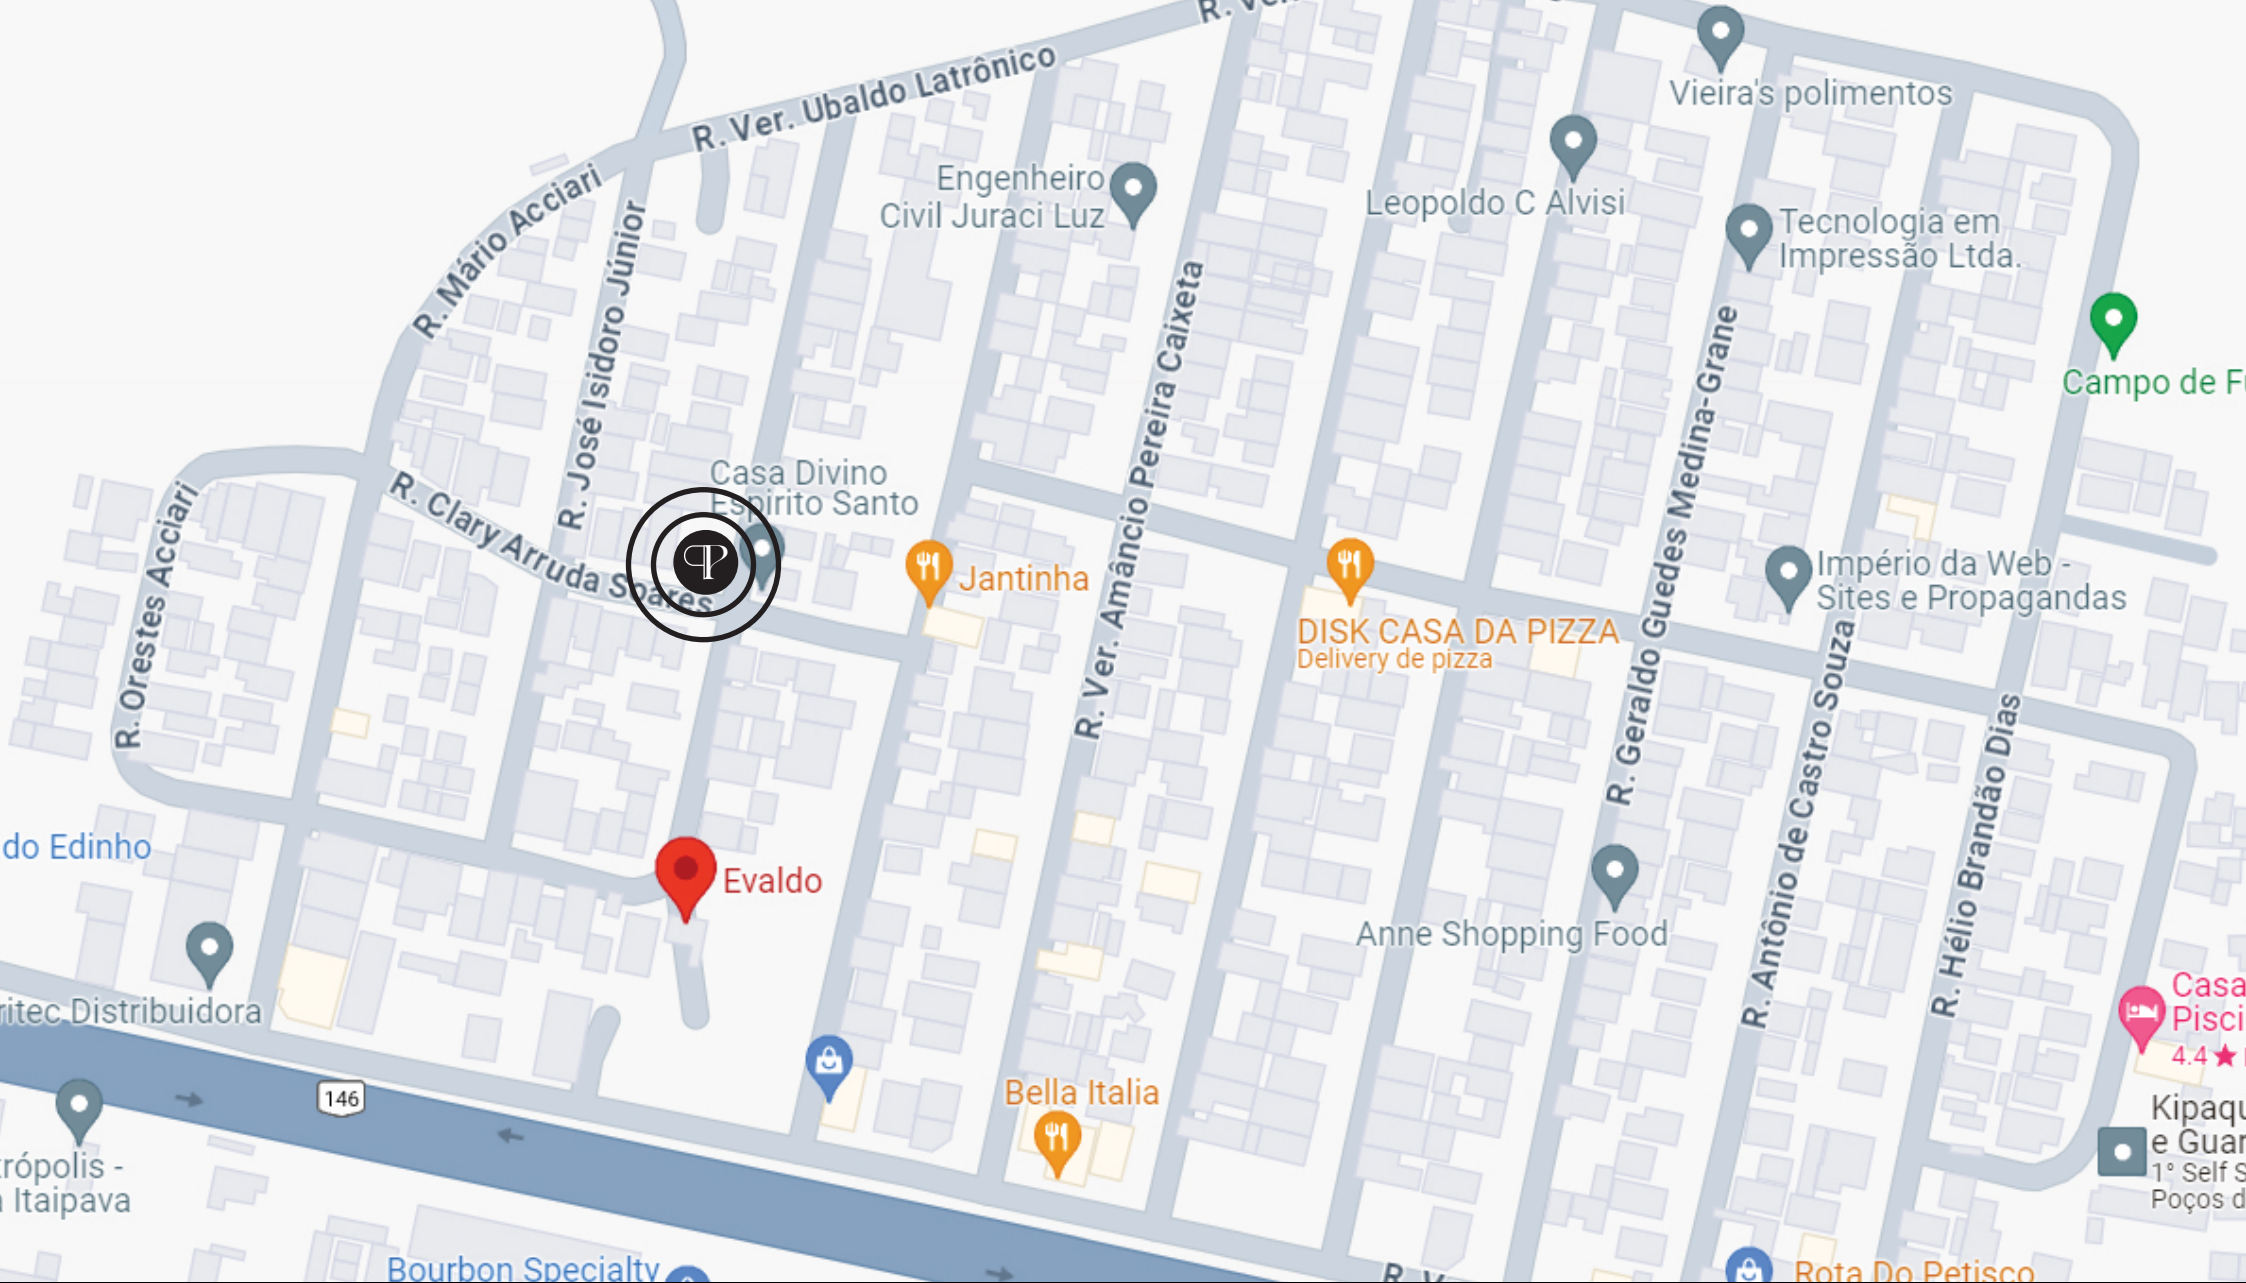 R. Ver. Ubaldo Latrônico
Vieira's polimentos
Engenheiro
Civil Juraci Luz
Leopoldo C Alvisi
Tecnologia em
Impressão Ltda.
R. Mário Acciari
R. José Isidoro Júnior
R. Ver. Amâncio Pereira Caixeta
R. Geraldo Guedes Medina-Grane
Campo de Fu
Casa Divino
Espírito Santo
R. Clary Arruda Soares
R. Orestes Acciari
Jantinha
DISK CASA DA PIZZA
Delivery de pizza
Império da Web -
Sites e Propagandas
R. Antônio de Castro Souza
R. Hélio Brandão Dias
do Edinho
Evaldo
Anne Shopping Food
ritec Distribuidora
Casa
Pisci
4.4
146
Bella Italia
Kipaqu
e Guar
1° Self S
Poços d
trópolis -
a Itaipava
Bourbon Specialty
Rota Do Petisco